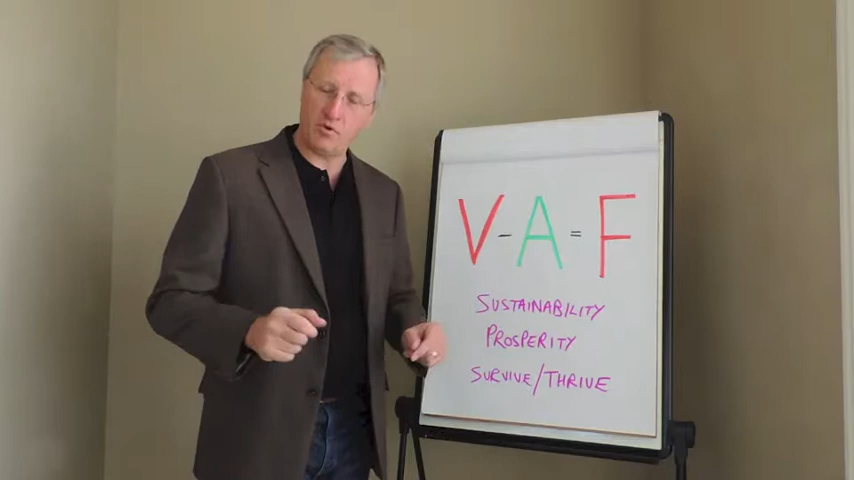 V - A = F
SUSTAINABILITY
PROSPERITY
SURVIVE/THRIVE